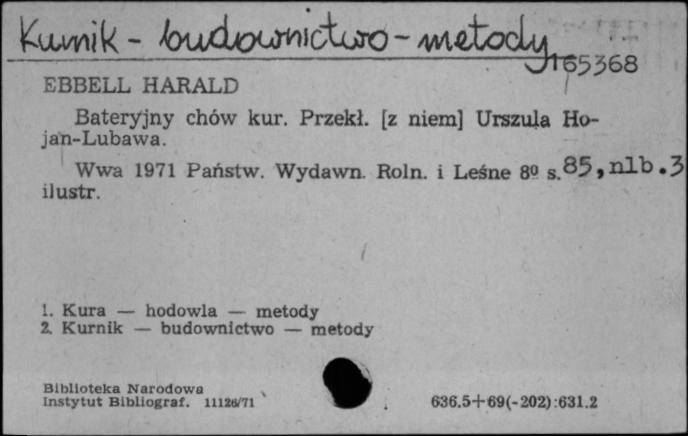 Kurnik - budownictwo - metody
165368
EBBELL HARALD
Bateryjny chów kur. Przekł. [z niem] Urszula Ho-
jan-Lubawa.
Wwa 1971 Państw. Wydawn. Roln. i Leśne 8º s. 85, nlb. 3
ilustr.
1. Kura — hodowla — metody
2. Kurnik — budownictwo — metody
Biblioteka Narodowa
Instytut Bibliograf. 11126/71
636.5+69(-202):631.2